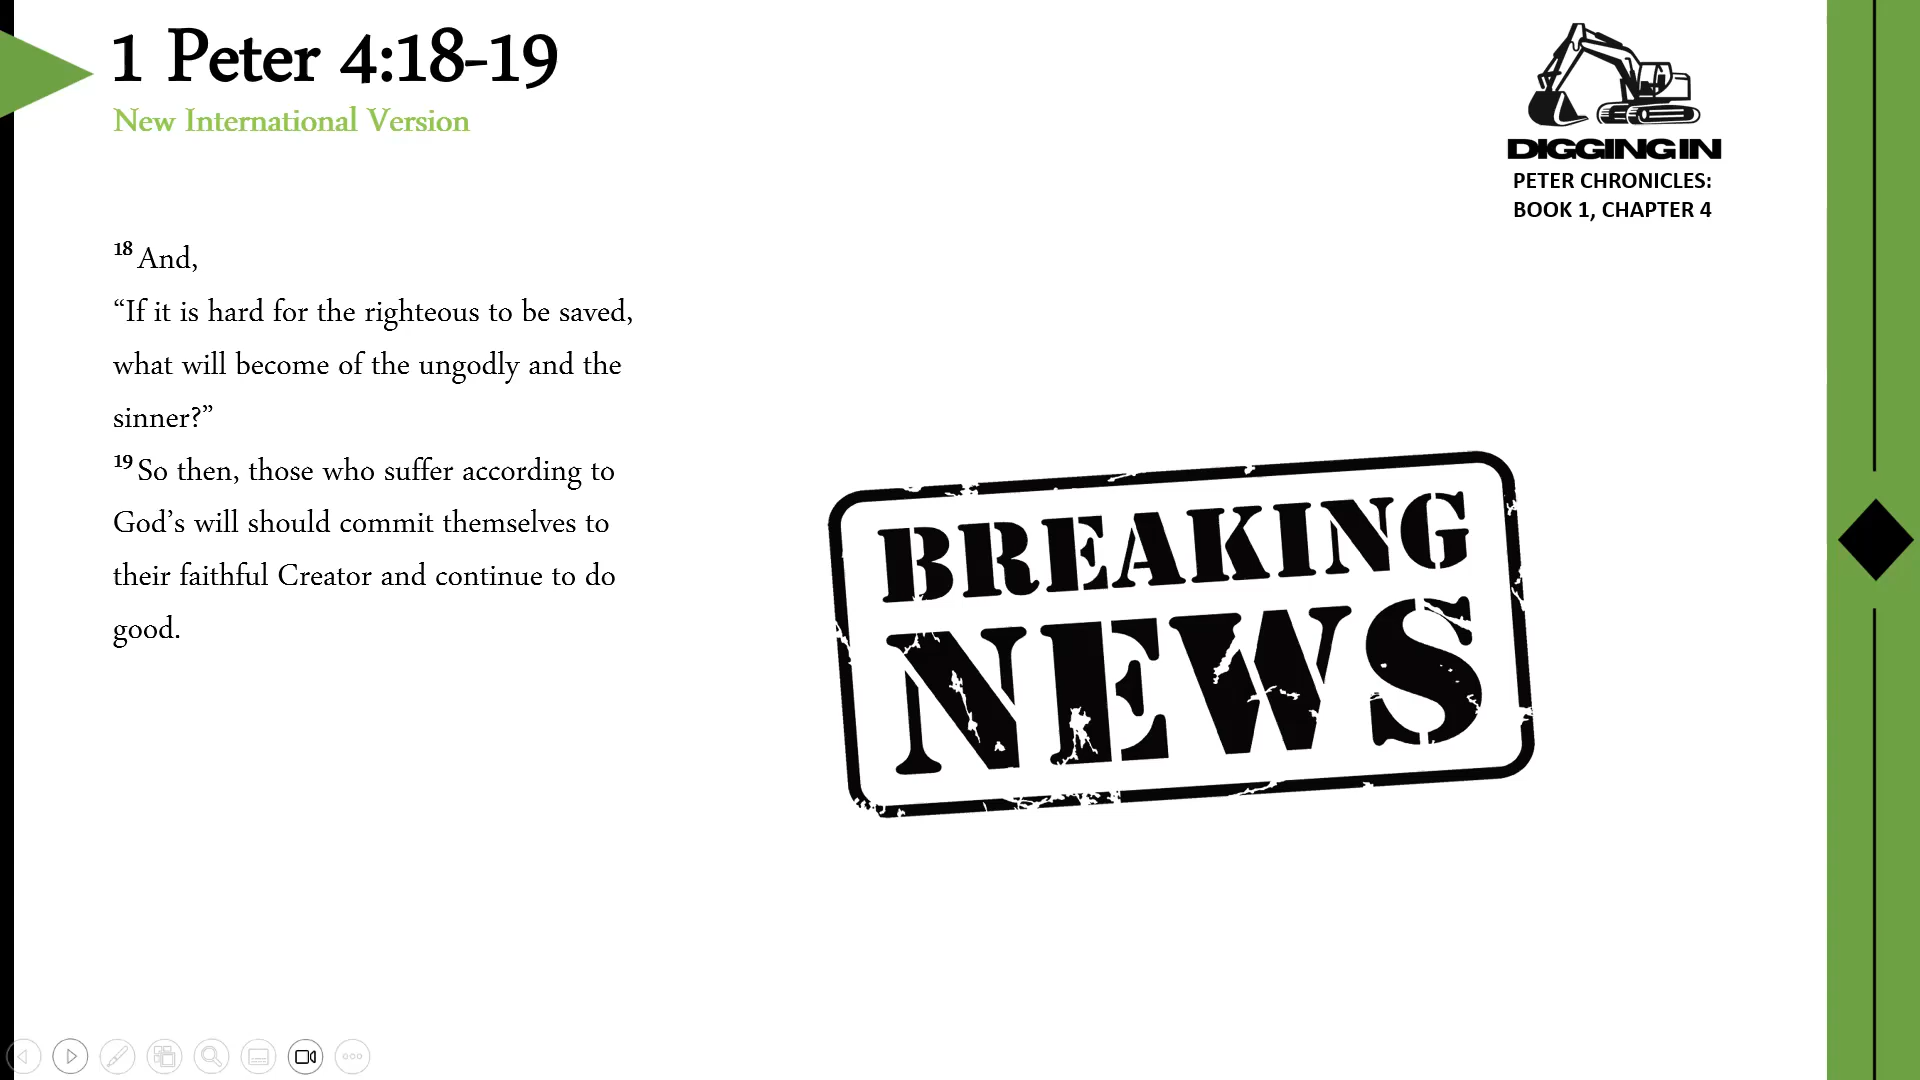 1 Peter 4:18-19
New International Version
DIGGING IN
PETER CHRONICLES:
BOOK 1, CHAPTER 4
18 And,
“If it is hard for the righteous to be saved,
what will become of the ungodly and the
sinner?”
19 So then, those who suffer according to
God’s will should commit themselves to
their faithful Creator and continue to do
good.
BREAKING
NEWS